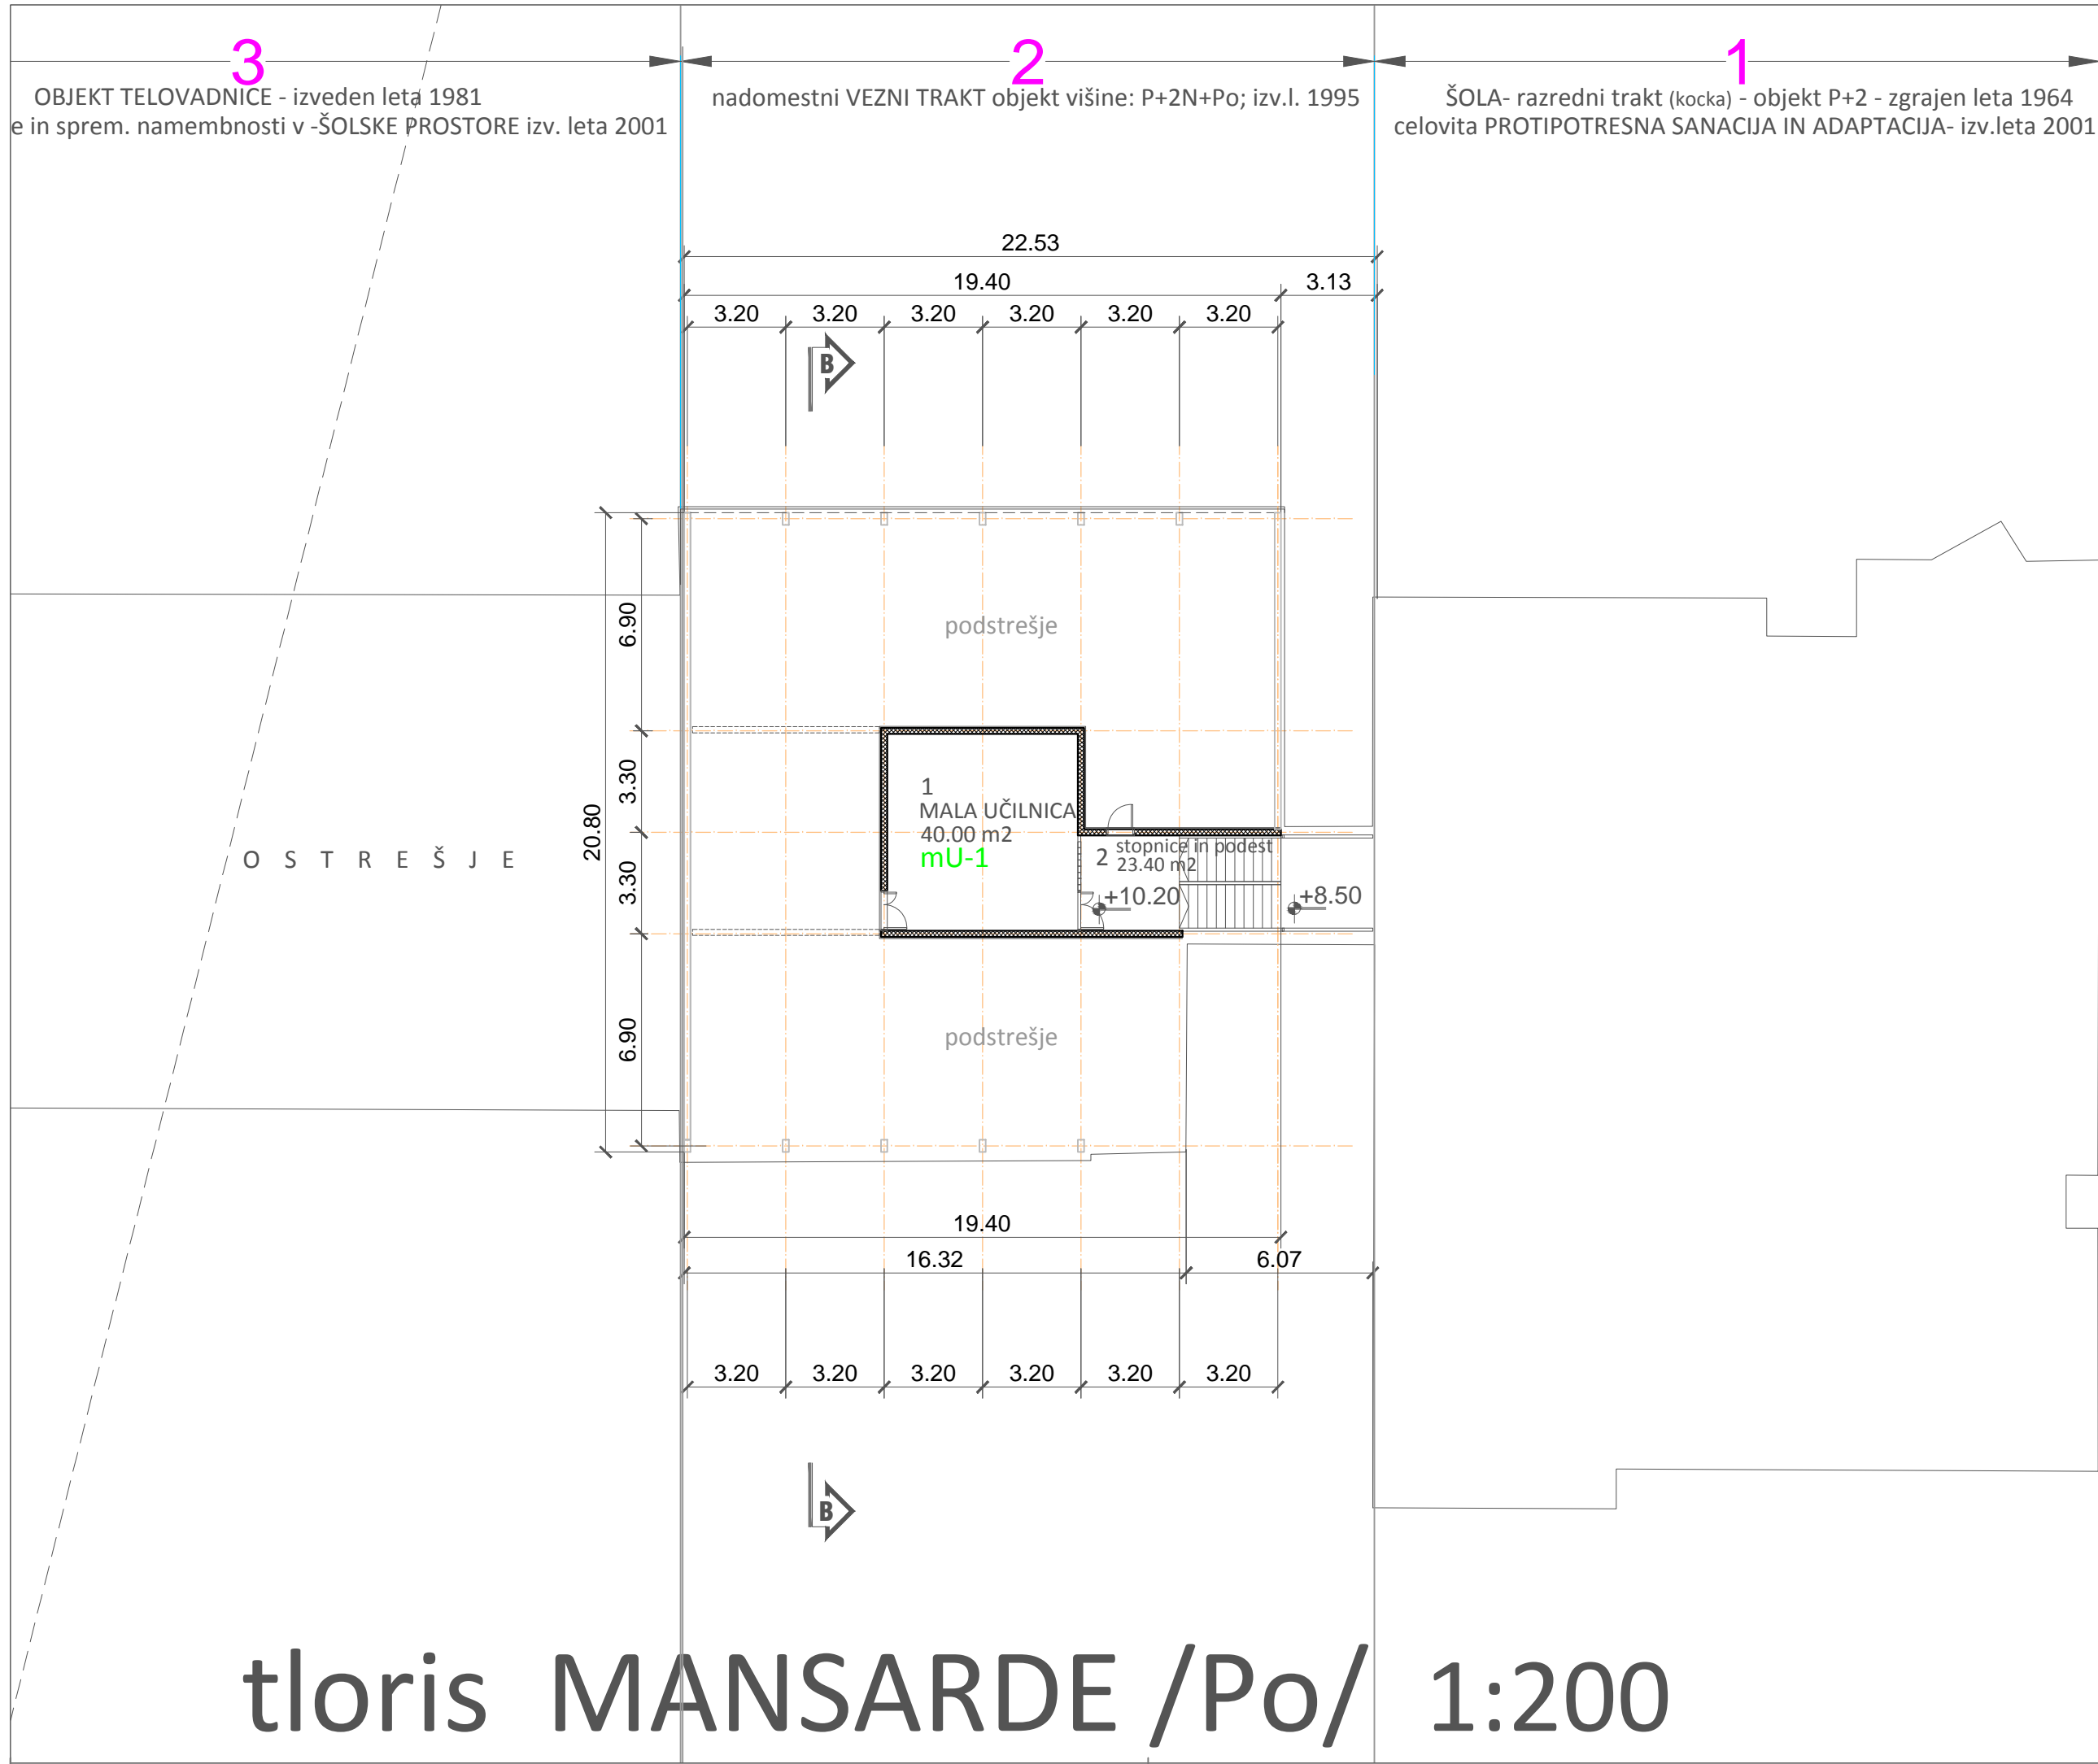 3
2
1
OBJEKT TELOVADNICE - izveden leta 1981
e in sprem. namembnosti v -ŠOLSKE PROSTORE izv. leta 2001
nadomestni VEZNI TRAKT objekt višine: P+2N+Po; izv.l. 1995
ŠOLA- razredni trakt (kocka) - objekt P+2 - zgrajen leta 1964
celovita PROTIPOTRESNA SANACIJA IN ADAPTACIJA- izv.leta 2001
22.53
19.40
3.13
3.20 3.20 3.20 3.20 3.20 3.20
B
6.90
3.30
3.30
6.90
20.80
podstrešje
1
MALA UČILNICA
40.00 m2
mU-1
2
stopnice in podest
23.40 m2
+10.20
+8.50
O S T R E Š J E
podstrešje
19.40
16.32
6.07
3.20 3.20 3.20 3.20 3.20 3.20
B
tloris MANSARDE /Po/ 1:200